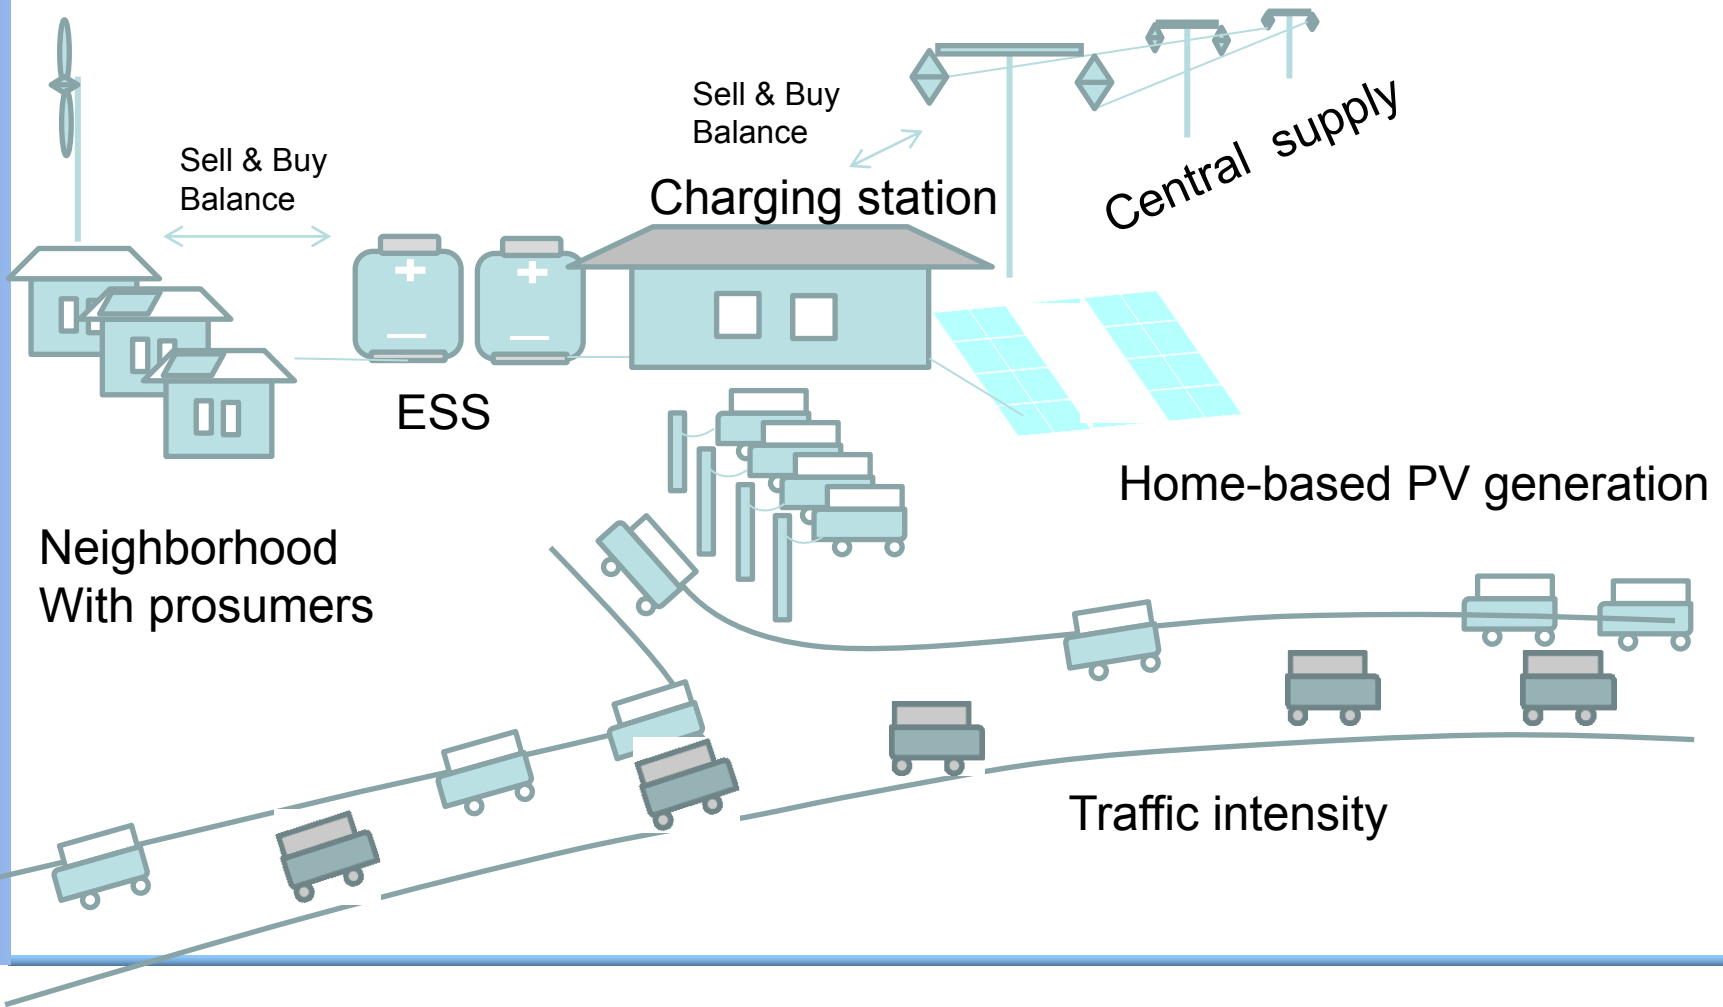 Sell & Buy
Balance
Central supply
Sell & Buy
Balance
Charging station
ESS
Home-based PV generation
Neighborhood
With prosumers
Traffic intensity